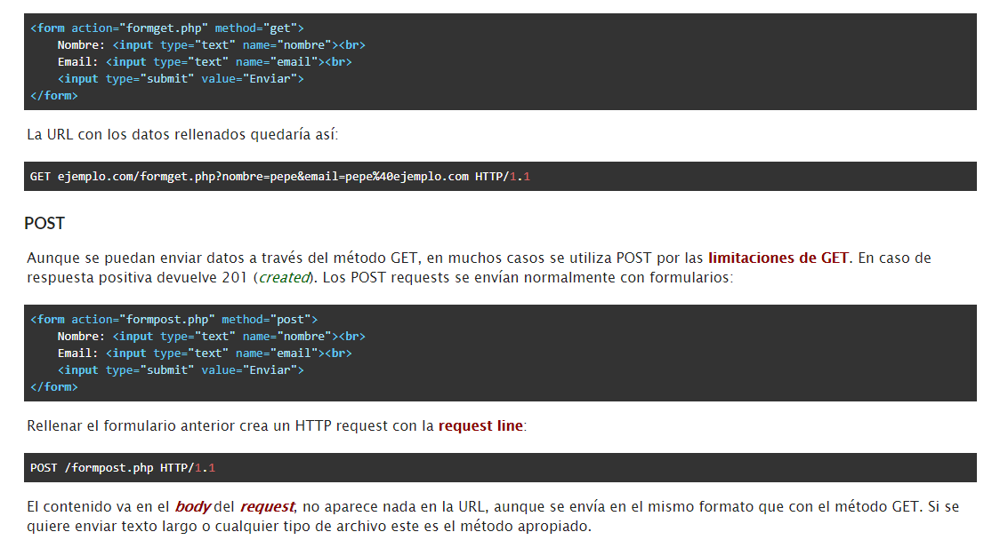 <form action="formget.php" method="get">
    Nombre: <input type="text" name="nombre"><br>
    Email: <input type="text" name="email"><br>
    <input type="submit" value="Enviar">
</form>
La URL con los datos rellenados quedaría así:
GET ejemplo.com/formget.php?nombre=pepe&email=pepe%40ejemplo.com HTTP/1.1
POST
Aunque se puedan enviar datos a través del método GET, en muchos casos se utiliza POST por las limitaciones de GET. En caso de
respuesta positiva devuelve 201 (created). Los POST requests se envían normalmente con formularios:
<form action="formpost.php" method="post">
    Nombre: <input type="text" name="nombre"><br>
    Email: <input type="text" name="email"><br>
    <input type="submit" value="Enviar">
</form>
Rellenar el formulario anterior crea un HTTP request con la request line:
POST /formpost.php HTTP/1.1
El contenido va en el body del request, no aparece nada en la URL, aunque se envía en el mismo formato que con el método GET. Si se
quiere enviar texto largo o cualquier tipo de archivo este es el método apropiado.